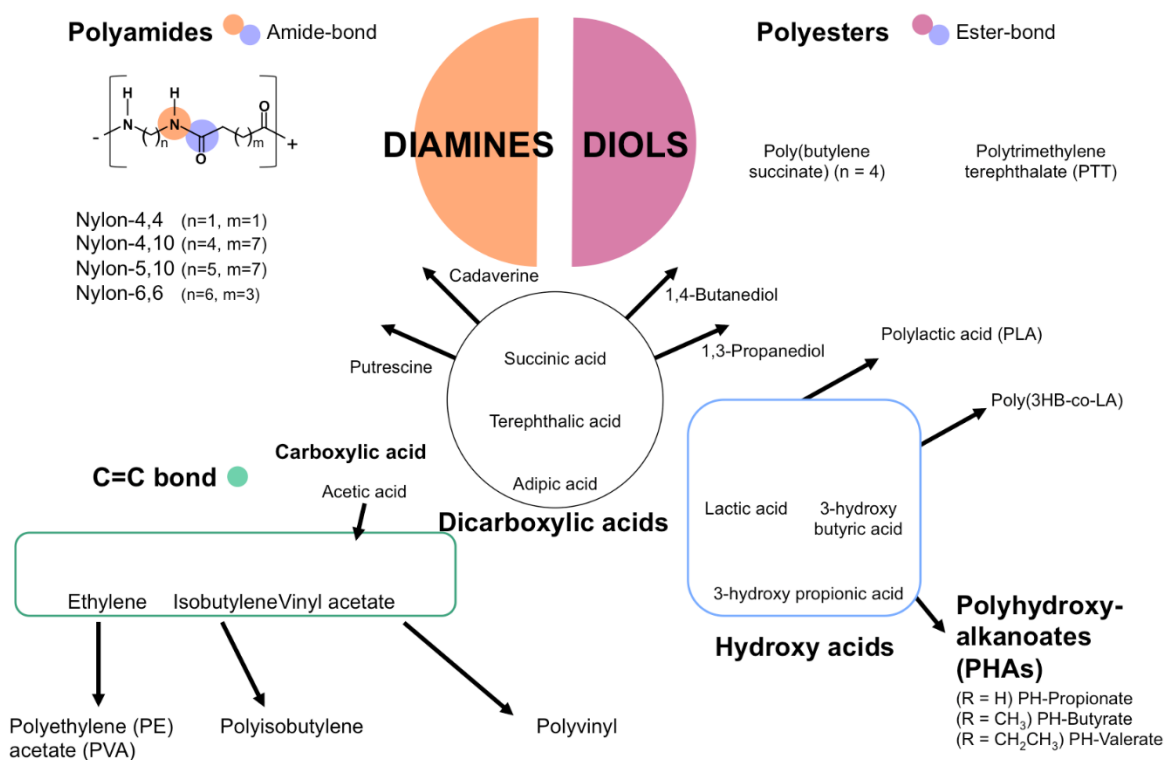 Polyamides
Amide-bond
H
H
N
N
n
O
m
O
-
+
Nylon-4,4 (n=1, m=1)
Nylon-4,10 (n=4, m=7)
Nylon-5,10 (n=5, m=7)
Nylon-6,6 (n=6, m=3)
DIAMINES
DIOLS
Polyesters
Ester-bond
Poly(butylene
succinate) (n = 4)
Polytrimethylene
terephthalate (PTT)
Cadaverine
Putrescine
1,4-Butanediol
1,3-Propanediol
Succinic acid
Terephthalic acid
Adipic acid
Dicarboxylic acids
Polylactic acid (PLA)
Poly(3HB-co-LA)
Lactic acid
3-hydroxy
butyric acid
3-hydroxy propionic acid
Hydroxy acids
Polyhydroxy-
alkanoates
(PHAs)
(R = H) PH-Propionate
(R = CH₃) PH-Butyrate
(R = CH₂CH₃) PH-Valerate
C=C bond
Carboxylic acid
Acetic acid
Ethylene
Isobutylene
Vinyl acetate
Polyethylene (PE)
acetate (PVA)
Polyisobutylene
Polyvinyl